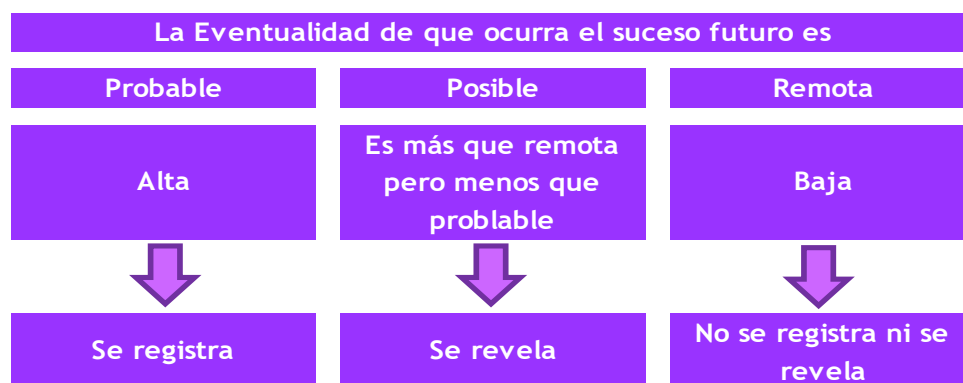 La Eventualidad de que ocurra el suceso futuro es
Probable
Posible
Remota
Alta
Es más que remota
pero menos que
problable
Baja
Se registra
Se revela
No se registra ni se
revela